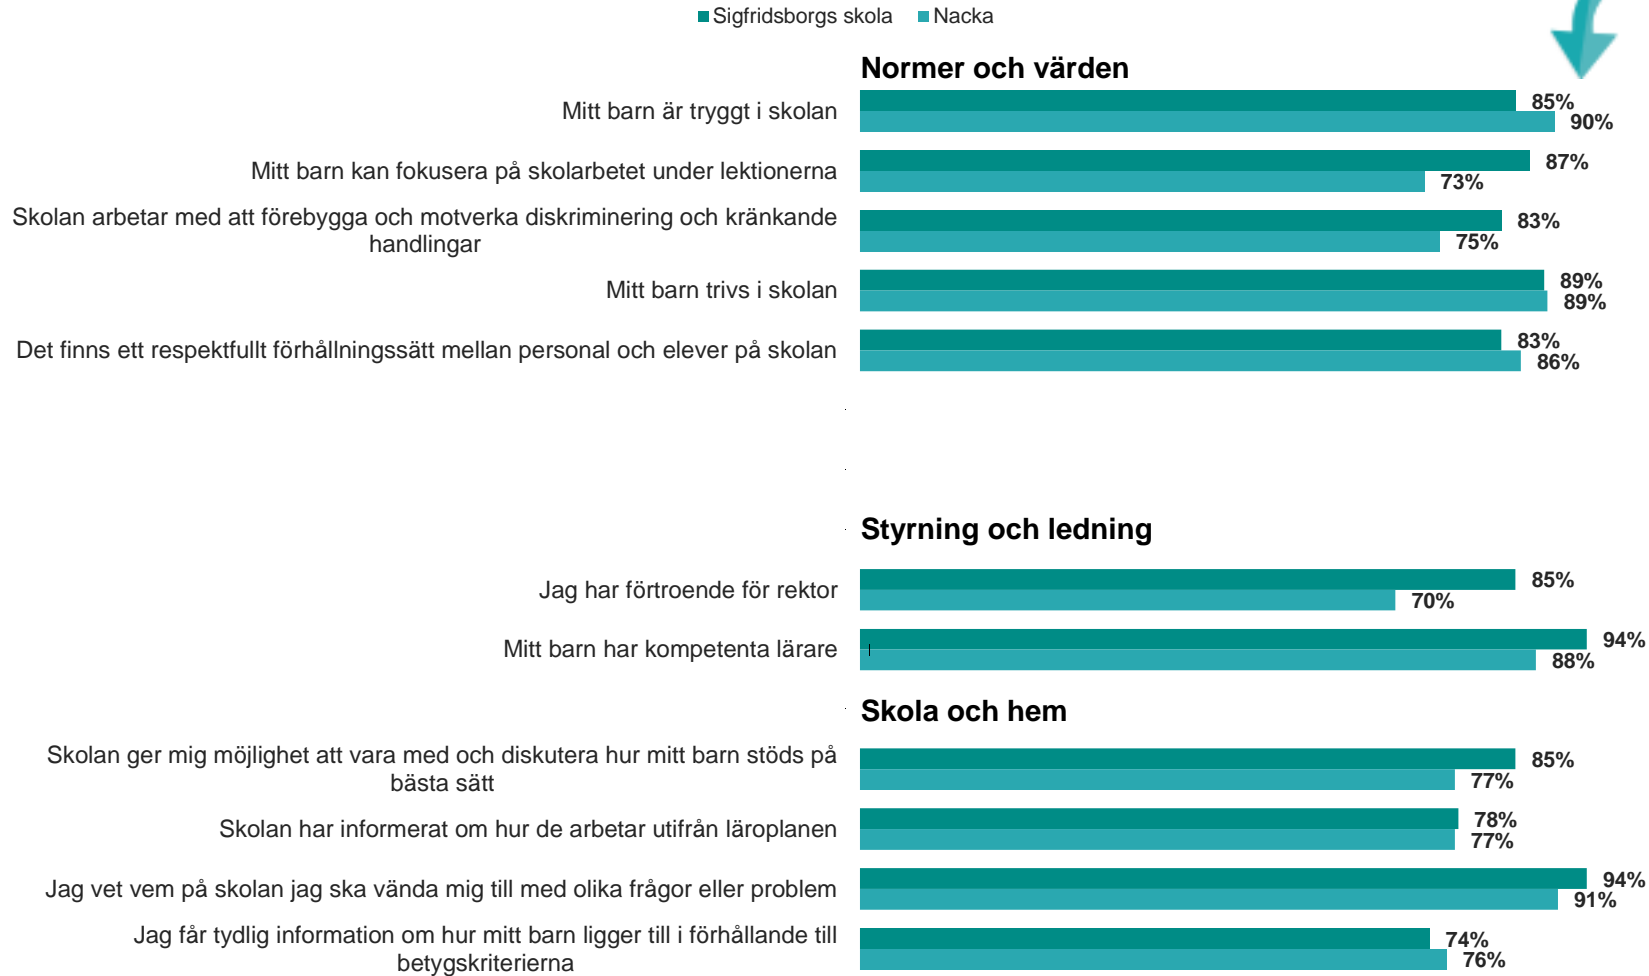 Sigfridsborgs skola Nacka
Normer och värden
Mitt barn är tryggt i skolan
85%
90%
Mitt barn kan fokusera på skolarbetet under lektionerna
87%
73%
Skolan arbetar med att förebygga och motverka diskriminering och kränkande
handlingar
83%
75%
Mitt barn trivs i skolan
89%
89%
Det finns ett respektfullt förhållningssätt mellan personal och elever på skolan
83%
86%
Styrning och ledning
Jag har förtroende för rektor
85%
70%
Mitt barn har kompetenta lärare
94%
88%
Skola och hem
Skolan ger mig möjlighet att vara med och diskutera hur mitt barn stöds på
bästa sätt
85%
77%
Skolan har informerat om hur de arbetar utifrån läroplanen
78%
77%
Jag vet vem på skolan jag ska vända mig till med olika frågor eller problem
94%
91%
Jag får tydlig information om hur mitt barn ligger till i förhållande till
betygskriterierna
74%
76%